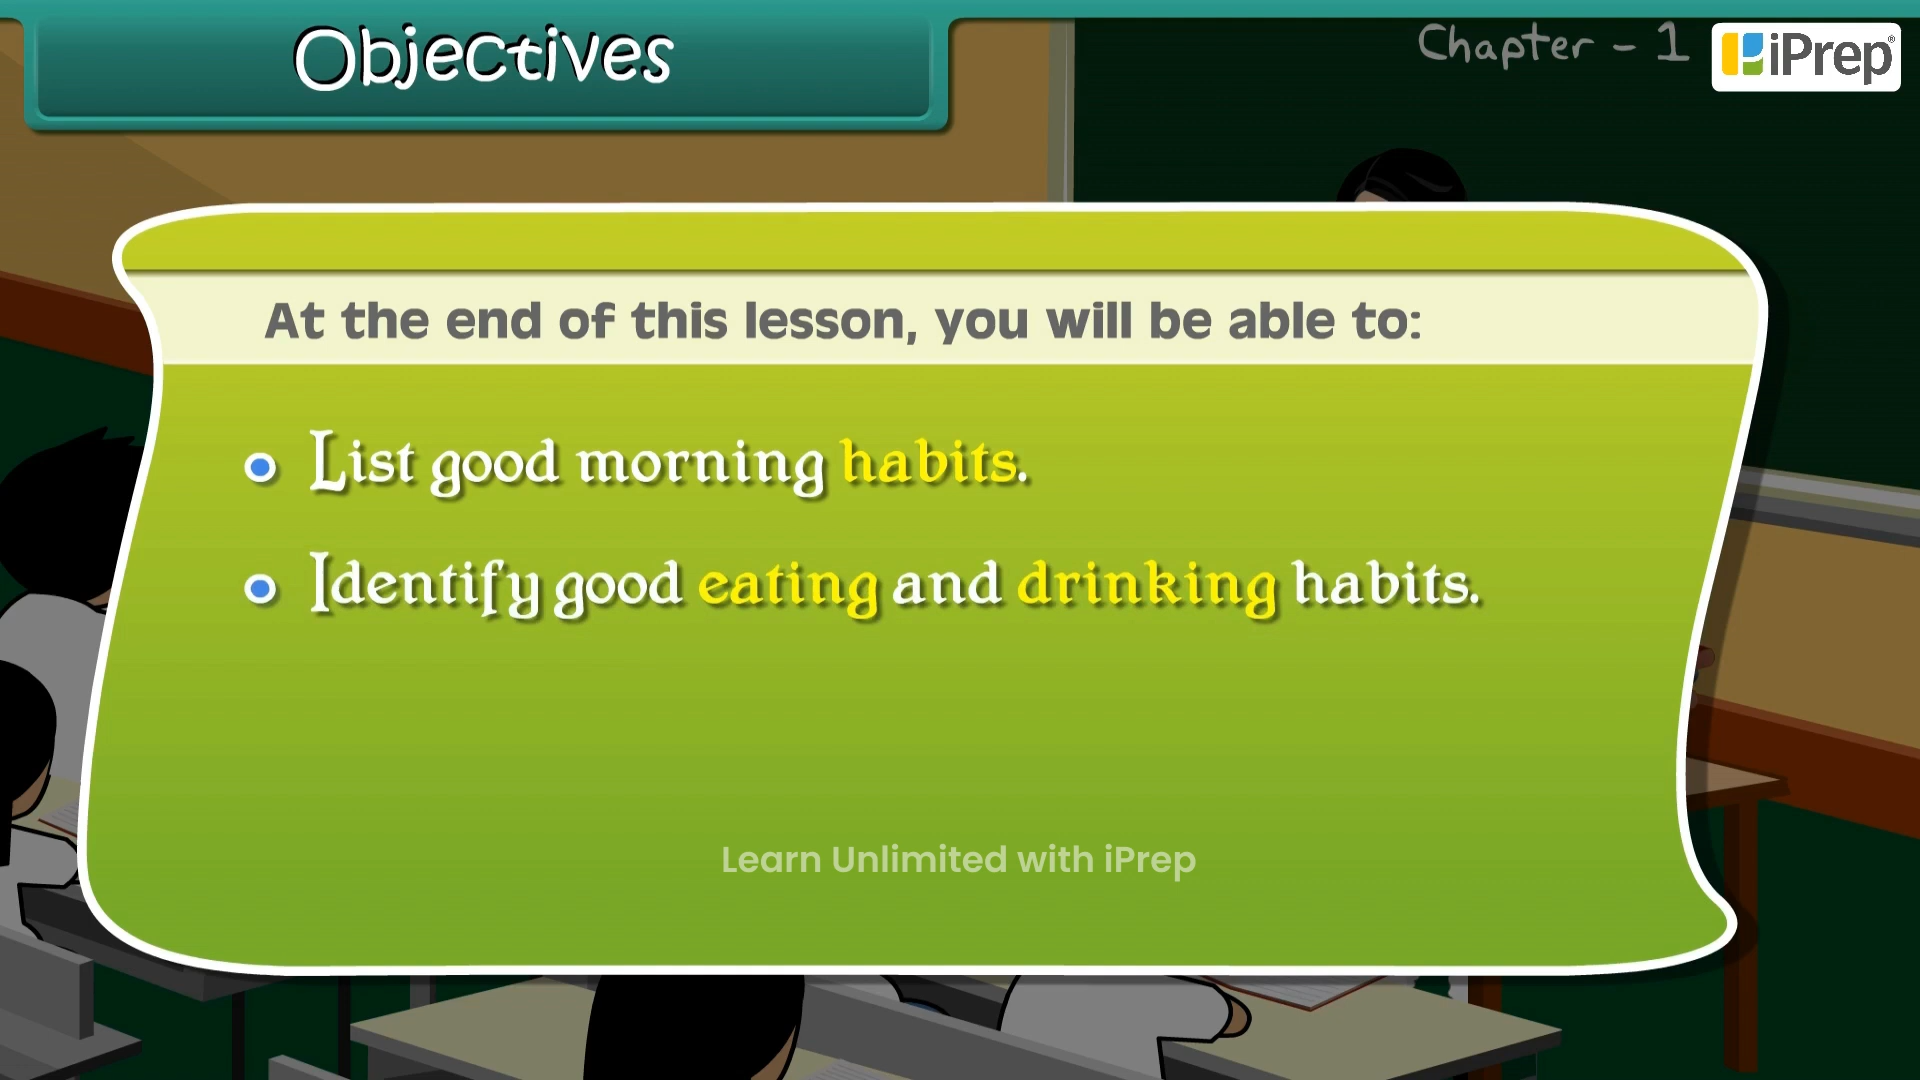 Objectives
Chapter - 1
iPrep®
At the end of this lesson, you will be able to:
List good morning habits.
Identify good eating and drinking habits.
Learn Unlimited with iPrep